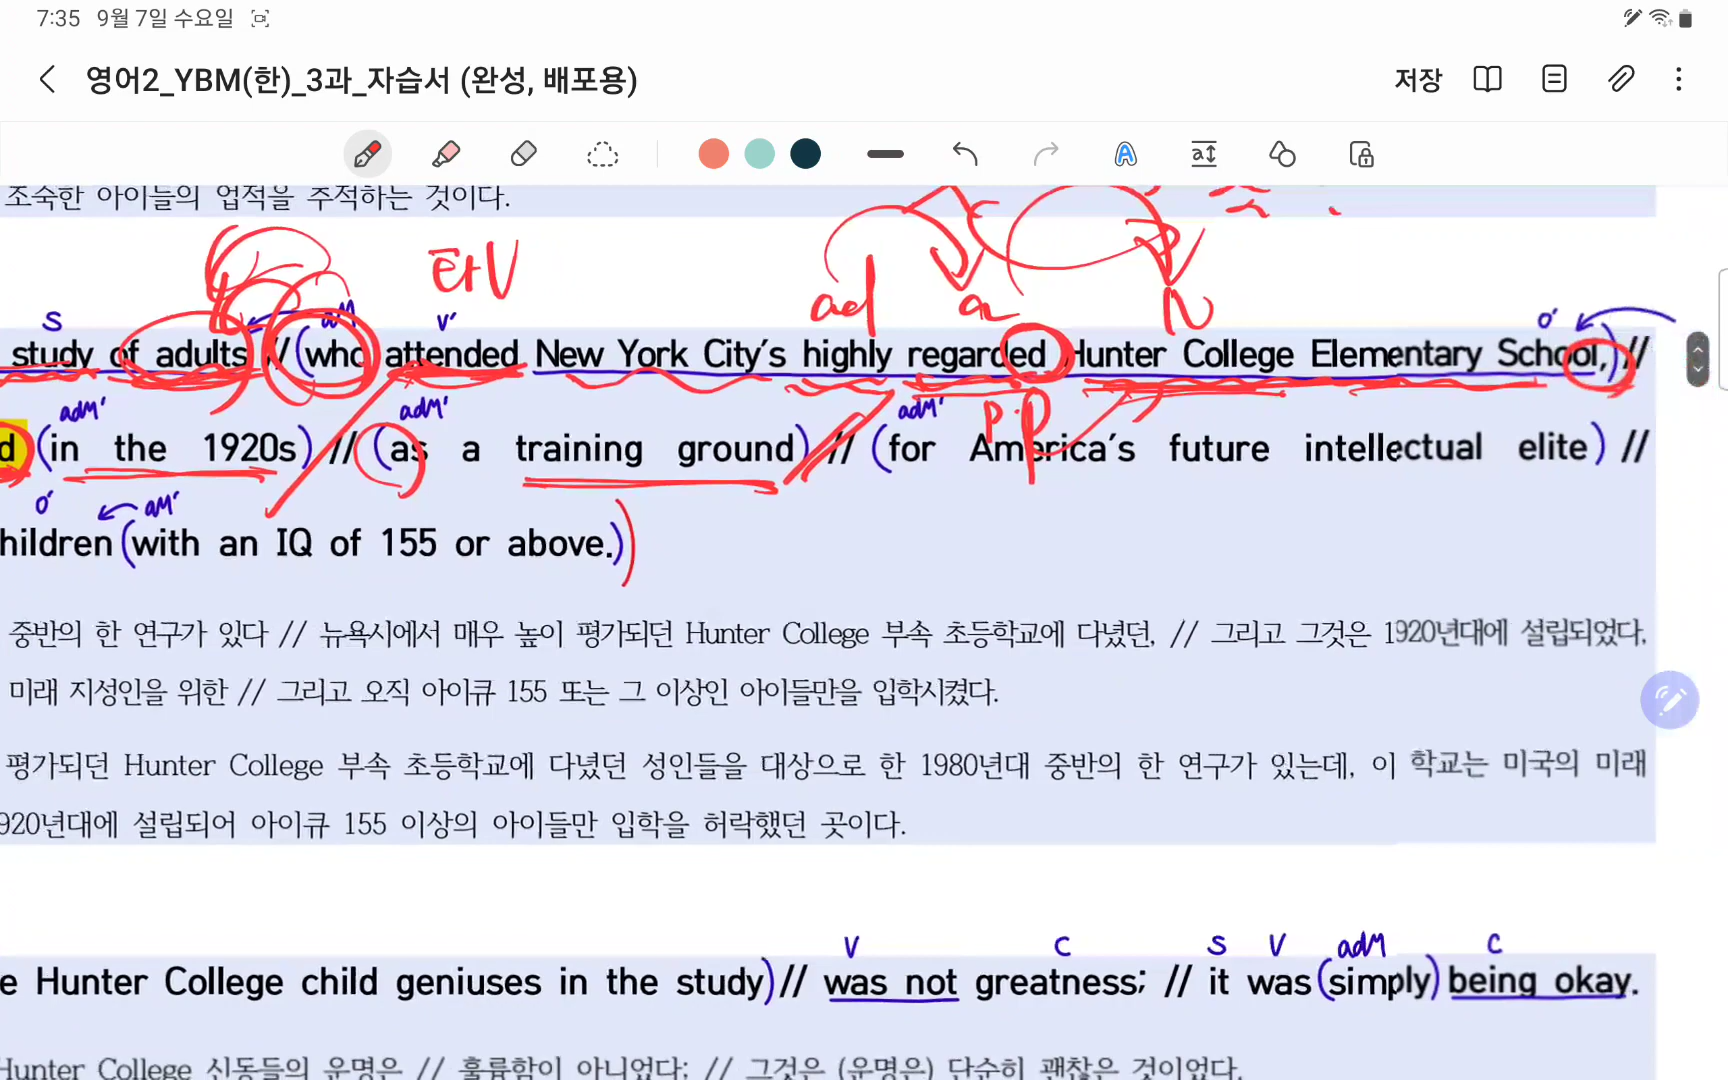 7:35 9월 7일 수요일
영어2_YBM(한)_3과_자습서 (완성, 배포용)
저장
조숙한 아이들의 업적을 추적하는 것이다.
타V
ad a N
S aM V' O'
study of adults // (who attended New York City's highly regarded Hunter College Elementary School,) //
adM' adM' adM' p.p
d (in the 1920s) // (as a training ground) // (for America's future intellectual elite) //
O' aM'
hildren (with an IQ of 155 or above.)
중반의 한 연구가 있다 // 뉴욕시에서 매우 높이 평가되던 Hunter College 부속 초등학교에 다녔던, // 그리고 그것은 1920년대에 설립되었다,
미래 지성인을 위한 // 그리고 오직 아이큐 155 또는 그 이상인 아이들만을 입학시켰다.
평가되던 Hunter College 부속 초등학교에 다녔던 성인들을 대상으로 한 1980년대 중반의 한 연구가 있는데, 이 학교는 미국의 미래
920년대에 설립되어 아이큐 155 이상의 아이들만 입학을 허락했던 곳이다.
V C S V adM C
e Hunter College child geniuses in the study) // was not greatness; // it was (simply) being okay.
Hunter College 신동들의 운명은 // 훌륭함이 아니었다; // 그것은 (운명은) 단순히 괜찮은 것이었다.